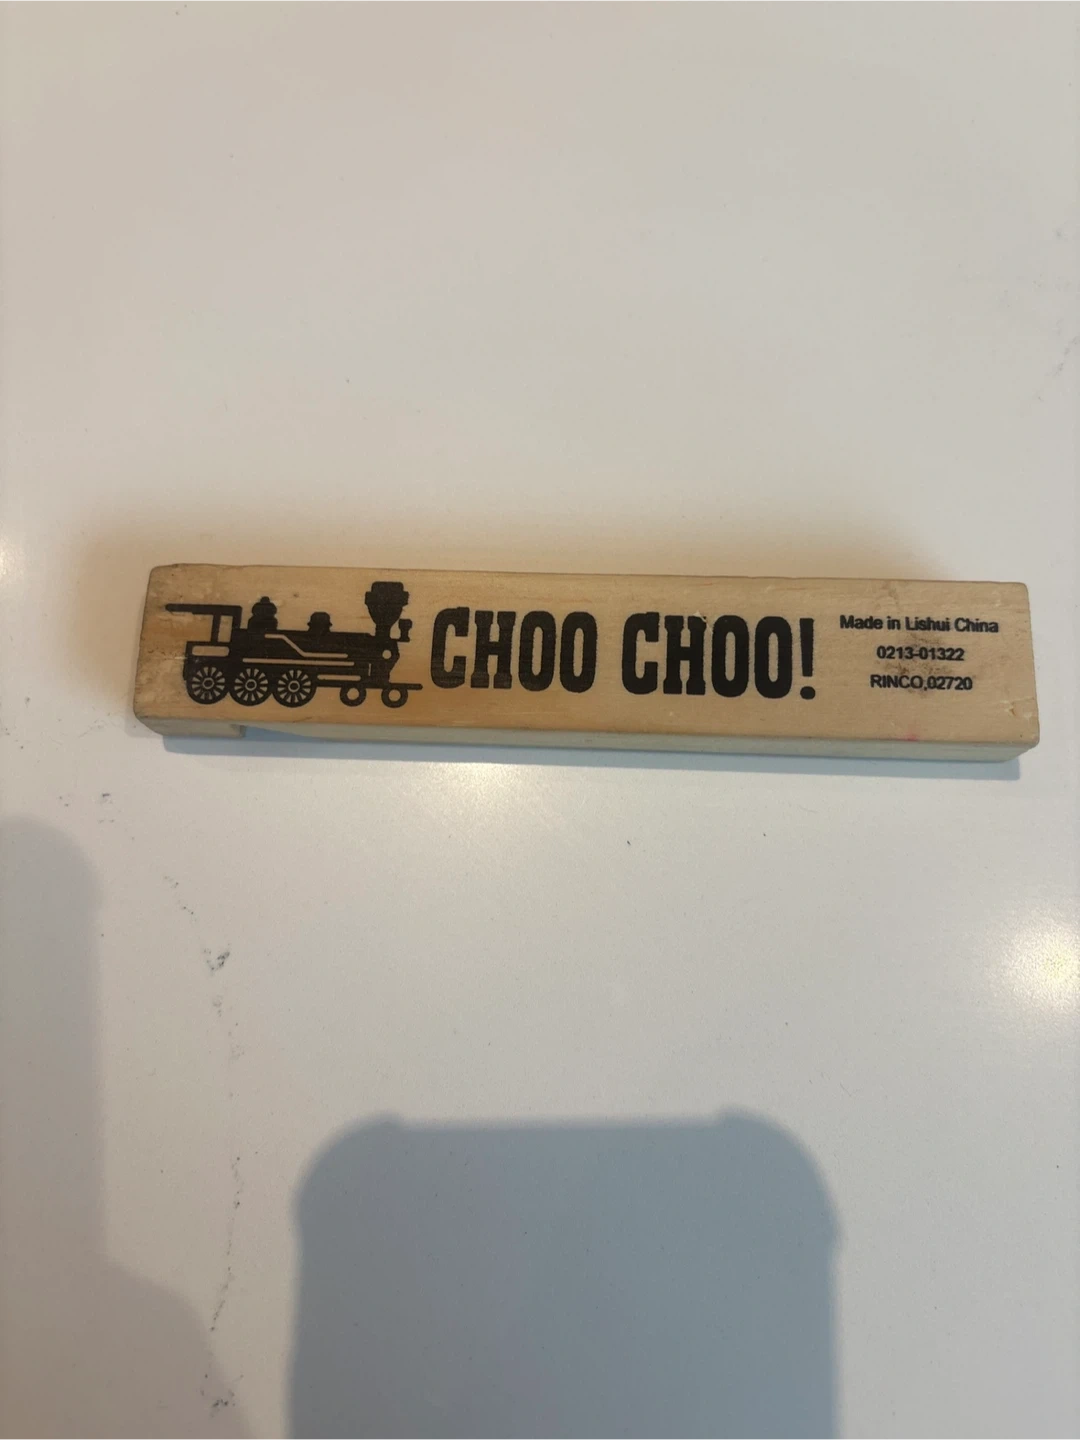 CHOO CHOO!
Made in Lishui China
0213-01322
RINCO,02720